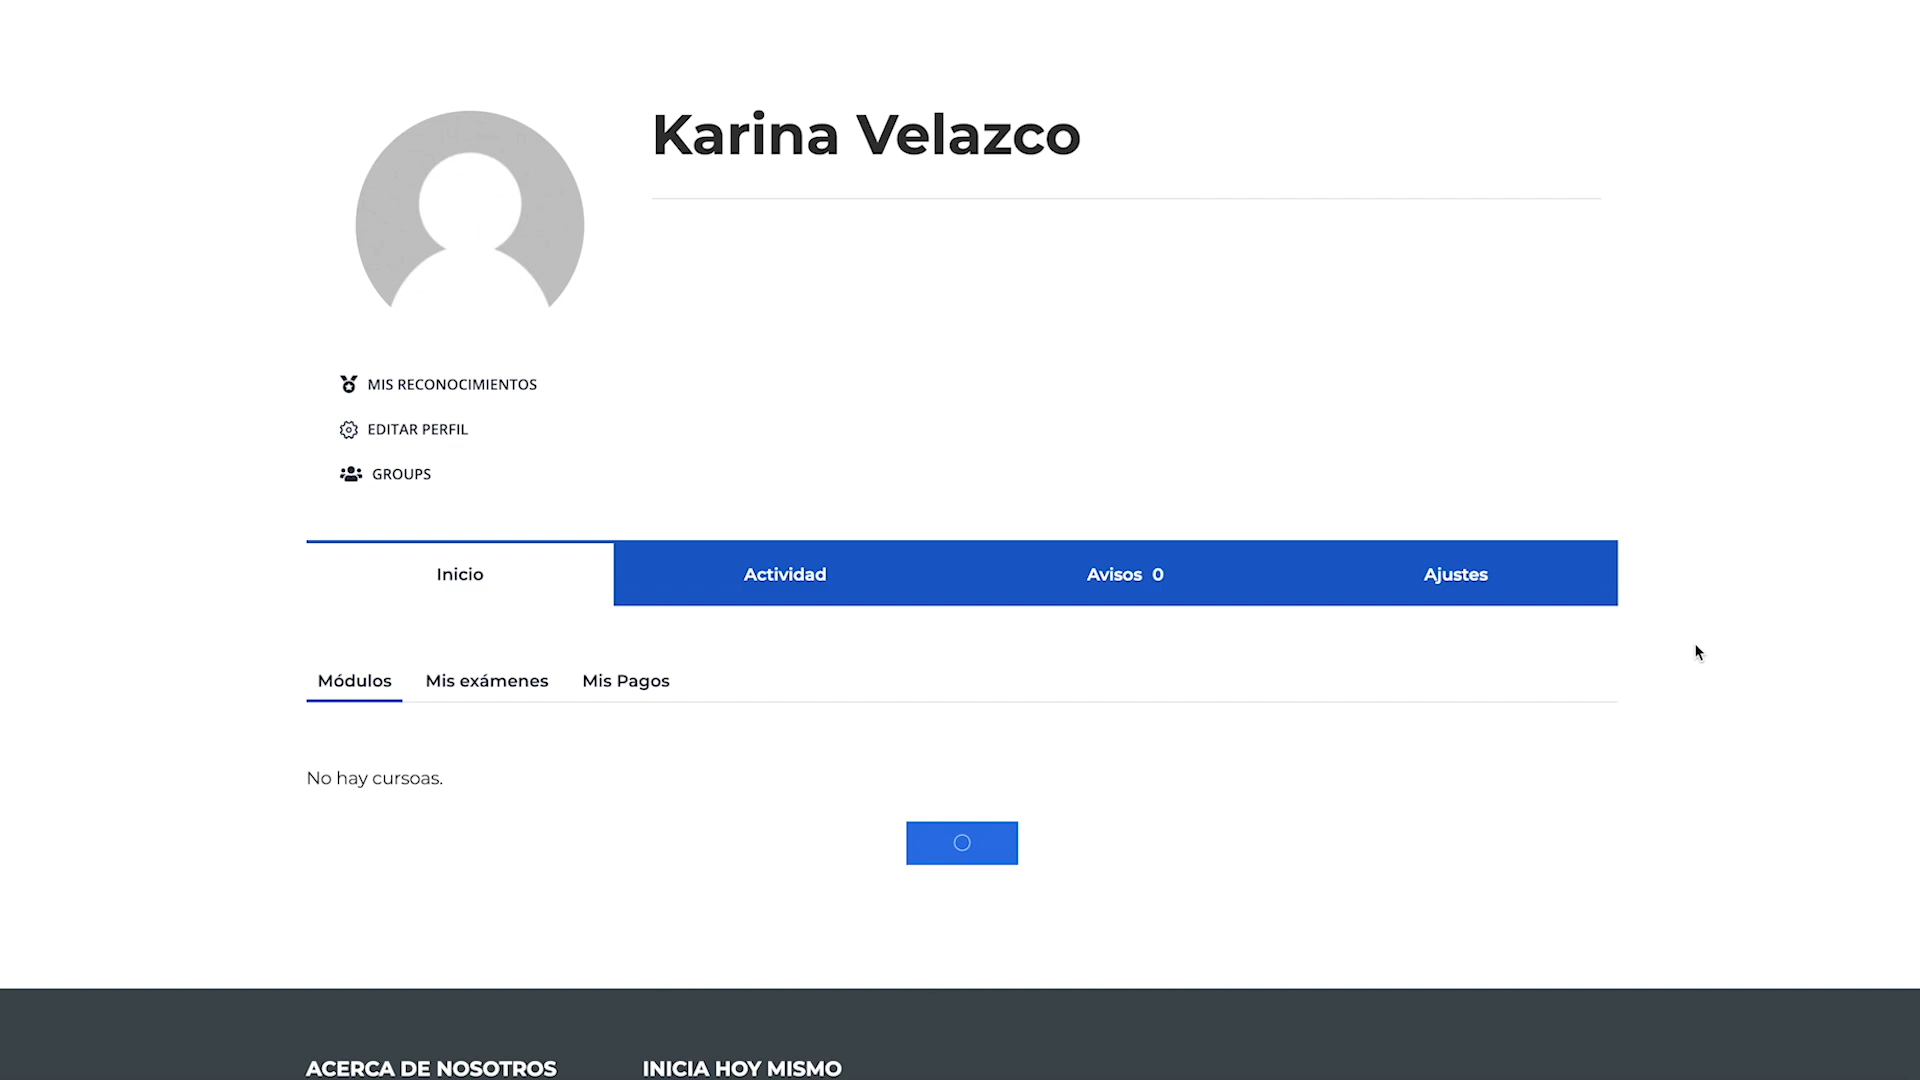 Karina Velazco
MIS RECONOCIMIENTOS
EDITAR PERFIL
GROUPS
Inicio
Actividad
Avisos 0
Ajustes
Módulos
Mis exámenes
Mis Pagos
No hay cursoas.
ACERCA DE NOSOTROS
INICIA HOY MISMO